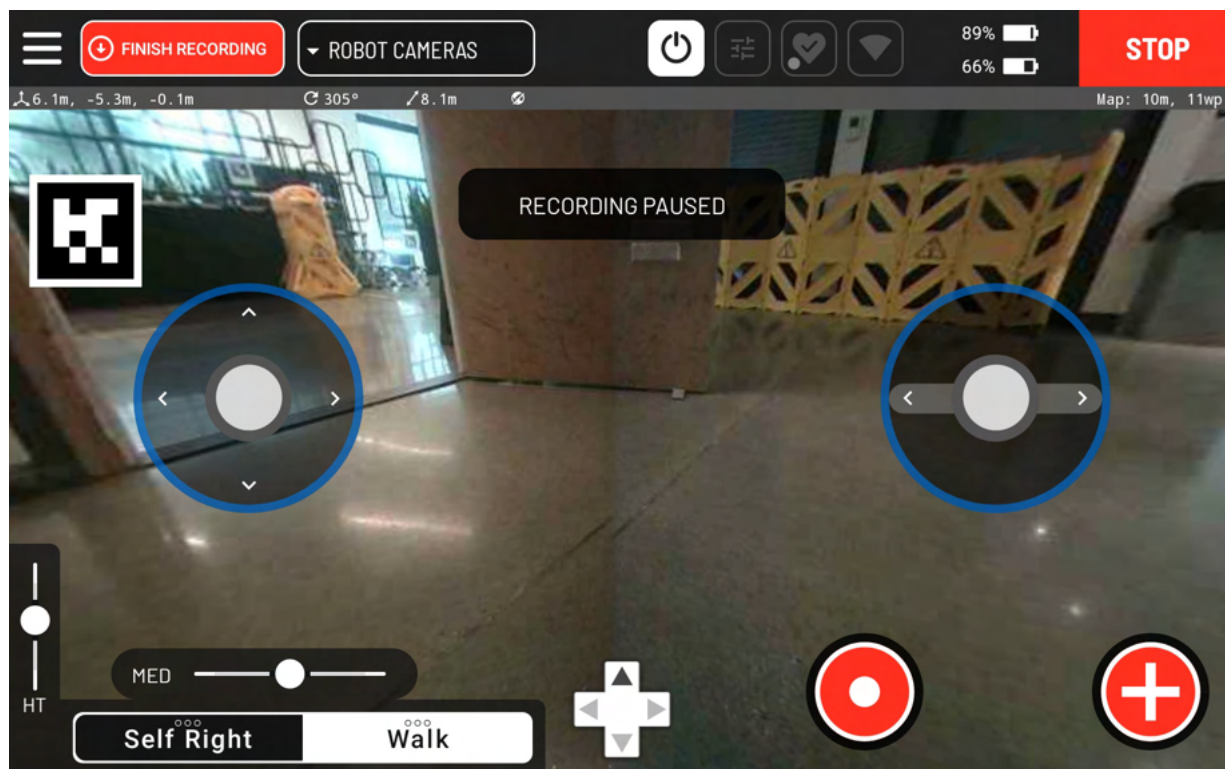 FINISH RECORDING
ROBOT CAMERAS
89%
66%
STOP
6.1m, -5.3m, -0.1m
305°
8.1m
Map: 10m, 11wp
RECORDING PAUSED
MED
HT
Self Right
Walk